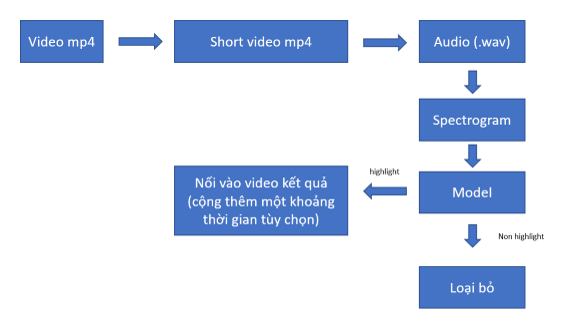 Video mp4
Short video mp4
Audio (.wav)
Spectrogram
highlight
Nối vào video kết quả
(cộng thêm một khoảng
thời gian tùy chọn)
Model
Non highlight
Loại bỏ